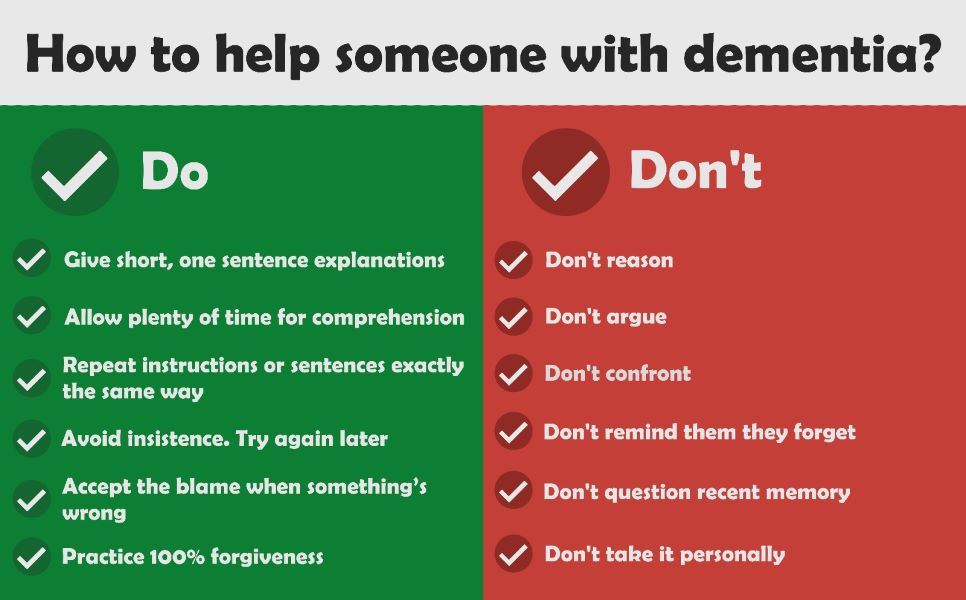 How to help someone with dementia?
Do
Give short, one sentence explanations
Allow plenty of time for comprehension
Repeat instructions or sentences exactly
the same way
Avoid insistence. Try again later
Accept the blame when something’s
wrong
Practice 100% forgiveness
Don't
Don't reason
Don't argue
Don't confront
Don't remind them they forget
Don't question recent memory
Don't take it personally